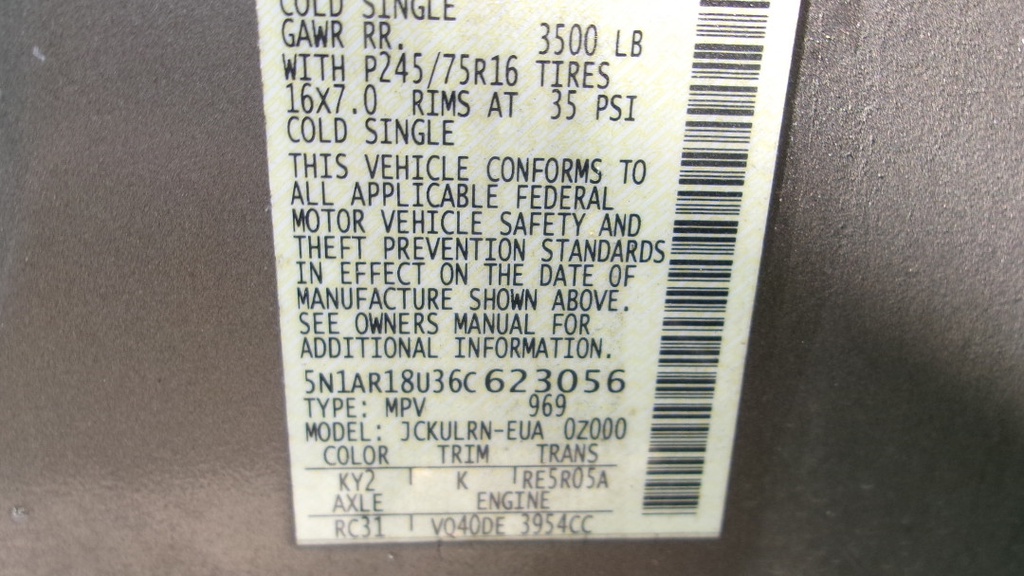 COLD SINGLE
GAWR RR. 3500 LB
WITH P245/75R16 TIRES
16X7.0 RIMS AT 35 PSI
COLD SINGLE
THIS VEHICLE CONFORMS TO
ALL APPLICABLE FEDERAL
MOTOR VEHICLE SAFETY AND
THEFT PREVENTION STANDARDS
IN EFFECT ON THE DATE OF
MANUFACTURE SHOWN ABOVE.
SEE OWNERS MANUAL FOR
ADDITIONAL INFORMATION.
5N1AR18U36C623056
TYPE: MPV 969
MODEL: JCKULRN-EUA 0Z000
COLOR TRIM TRANS
KY2 K RE5R05A
AXLE ENGINE
RC31 VQ40DE 3954CC